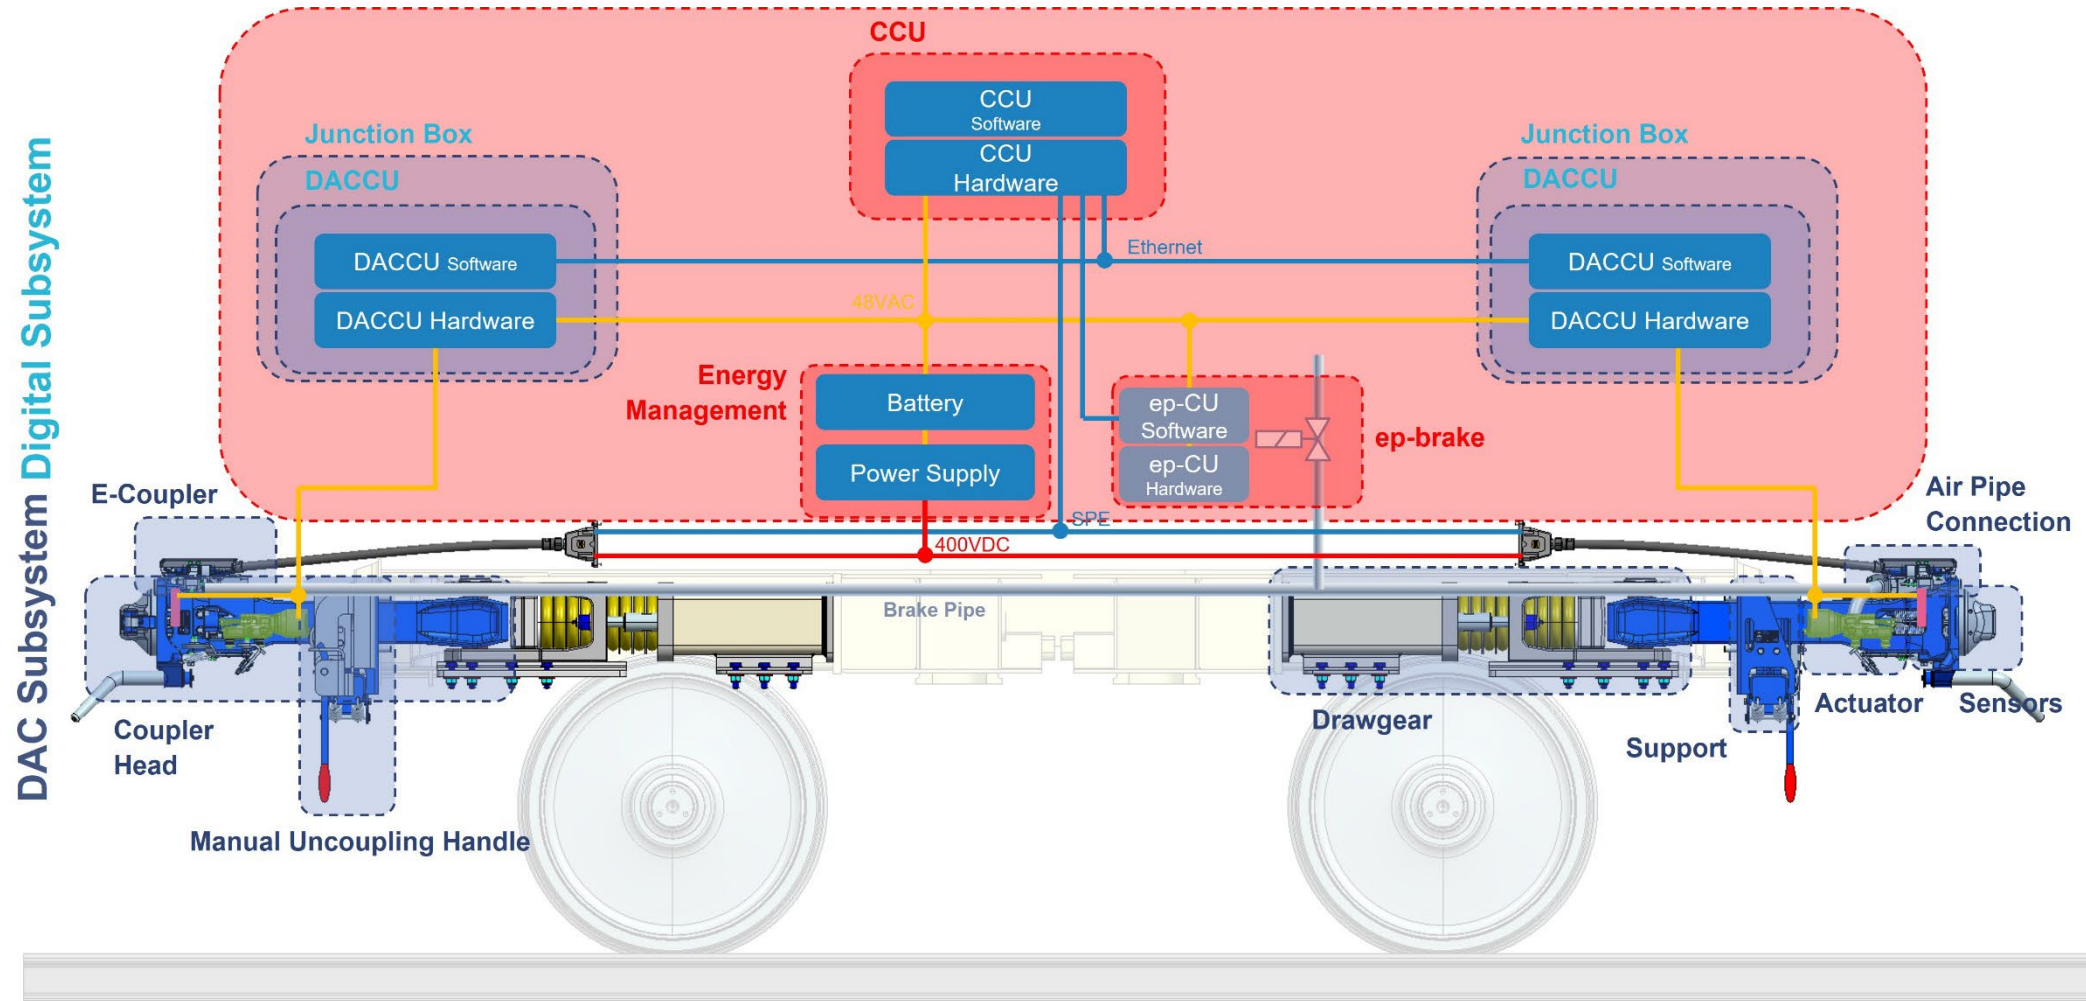 DAC Subsystem Digital Subsystem
CCU
CCU
Software
CCU
Hardware
Junction Box
DACCU
DACCU Software
DACCU Hardware
Junction Box
DACCU
DACCU Software
DACCU Hardware
Ethernet
48VAC
Energy
Management
Battery
Power Supply
ep-CU
Software
ep-CU
Hardware
ep-brake
E-Coupler
Air Pipe
Connection
SPE
400VDC
Brake Pipe
Coupler
Head
Manual Uncoupling Handle
Drawgear
Support
Actuator
Sensors